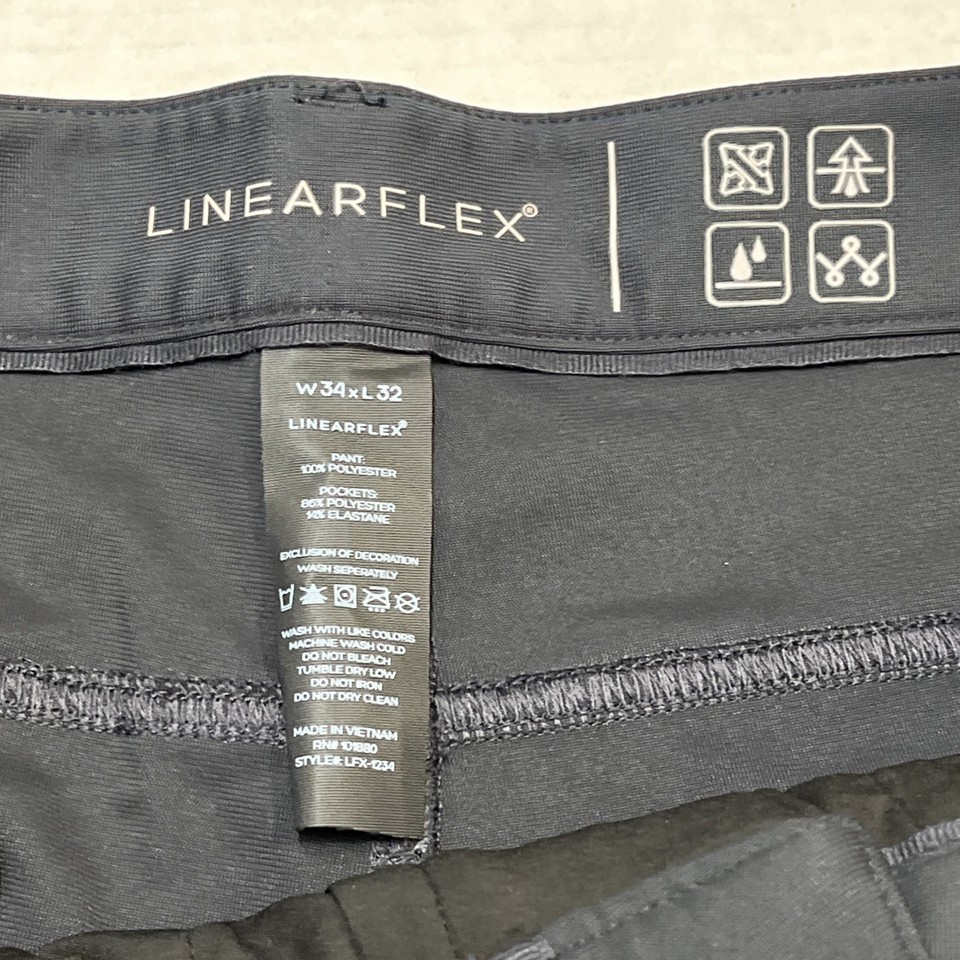 LINEARFLEX®
W 34 x L 32
LINEARFLEX®
PANT:
100% POLYESTER
POCKETS:
86% POLYESTER
14% ELASTANE
EXCLUSION OF DECORATION
WASH SEPERATELY
WASH WITH LIKE COLORS
MACHINE WASH COLD
DO NOT BLEACH
TUMBLE DRY LOW
DO NOT IRON
DO NOT DRY CLEAN
MADE IN VIETNAM
RN# 101880
STYLE#: LFX-1234